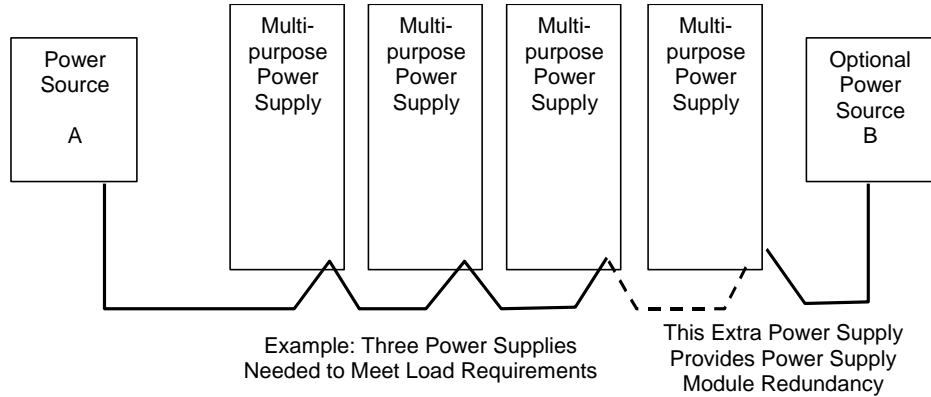 Power
Source
A
Multi-
purpose
Power
Supply
Multi-
purpose
Power
Supply
Multi-
purpose
Power
Supply
Multi-
purpose
Power
Supply
Optional
Power
Source
B
Example: Three Power Supplies
Needed to Meet Load Requirements
This Extra Power Supply
Provides Power Supply
Module Redundancy